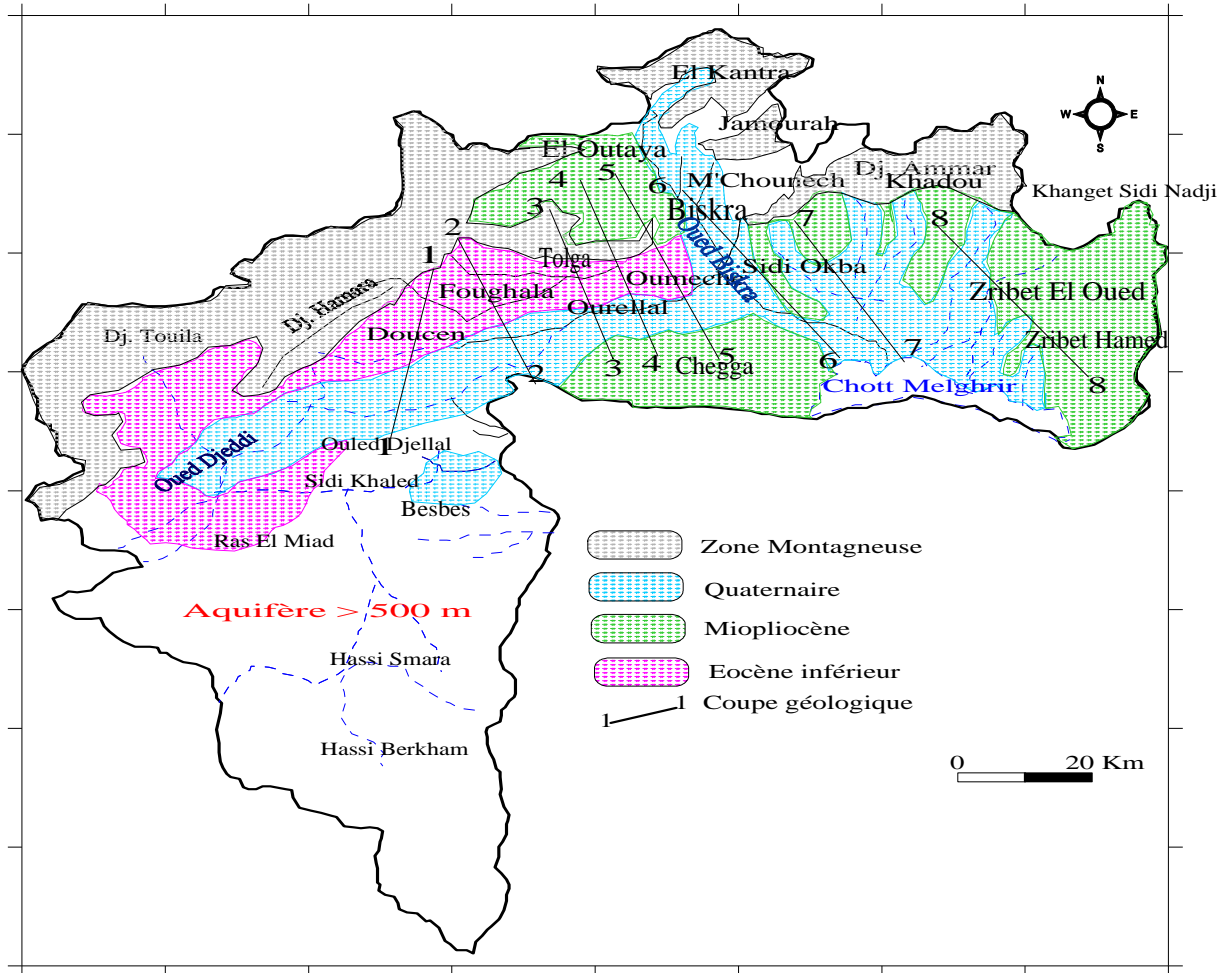 El Kantra
N
W E
S
Jamourah
El Outaya
Dj. Ammar
4 5 6
M'Chounech
Khadou
Khanget Sidi Nadji
3
Biskra
7 8
2
1
Oued Biskra
Tolga
Sidi Okba
Oumech
Foughala
Zribet El Oued
Dj. Hamara
Ourellal
Dj. Touila
Doucen
Zribet Hamed
2 3 4 5 6 7
Chegga
8
Chott Melghrir
1
Ouled Djellal
Oued Djeddi
Sidi Khaled
Besbes
Ras El Miad
Zone Montagneuse
Quaternaire
Aquifère > 500 m
Miopliocène
Hassi Smara
Eocène inférieur
1 1 Coupe géologique
Hassi Berkham
0 20 Km